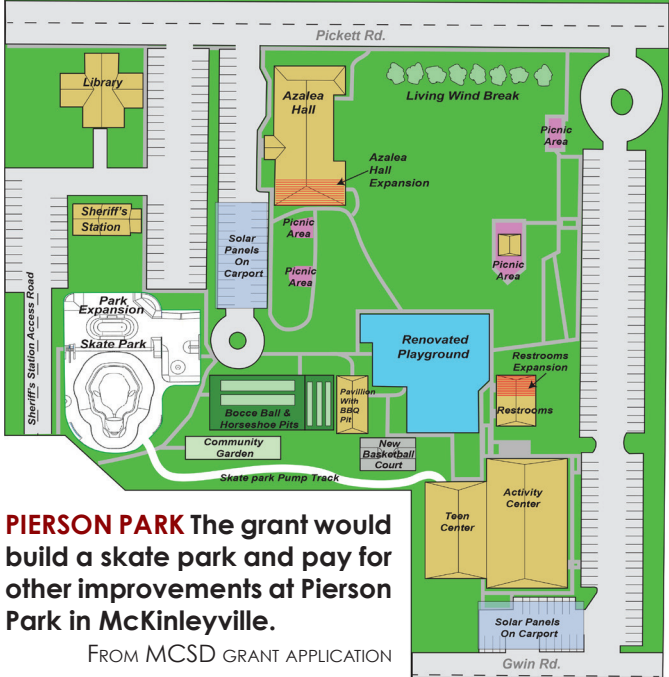 Pickett Rd.
Library
Azalea
Hall
Living Wind Break
Picnic
Area
Azalea
Hall
Expansion
Sheriff's
Station
Picnic
Area
Solar
Panels
On
Carport
Picnic
Area
Picnic
Area
Sheriff's Station Access Road
Park
Expansion
Skate Park
Renovated
Playground
Restrooms
Expansion
Restrooms
Pavillion
With
BBQ
Pit
Bocce Ball &
Horseshoe Pits
Community
Garden
New
Basketball
Court
Skate park Pump Track
Teen
Center
Activity
Center
PIERSON PARK The grant would
build a skate park and pay for
other improvements at Pierson
Park in McKinleyville.
From MCSD grant application
Solar Panels
On Carport
Gwin Rd.